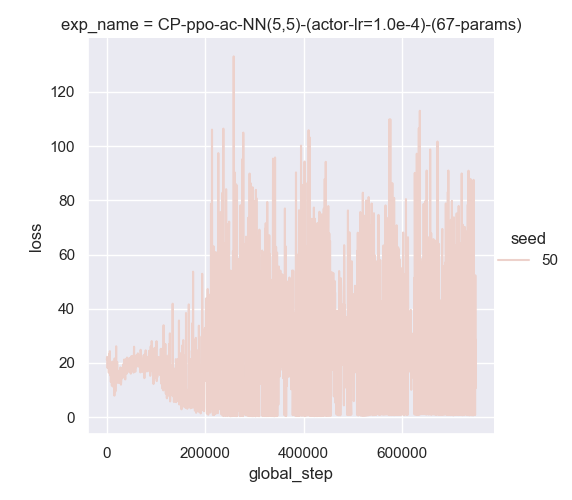 exp_name = CP-ppo-ac-NN(5,5)-(actor-lr=1.0e-4)-(67-params)
120
100
80
60
40
20
0
loss
0 200000 400000 600000
global_step
seed
50